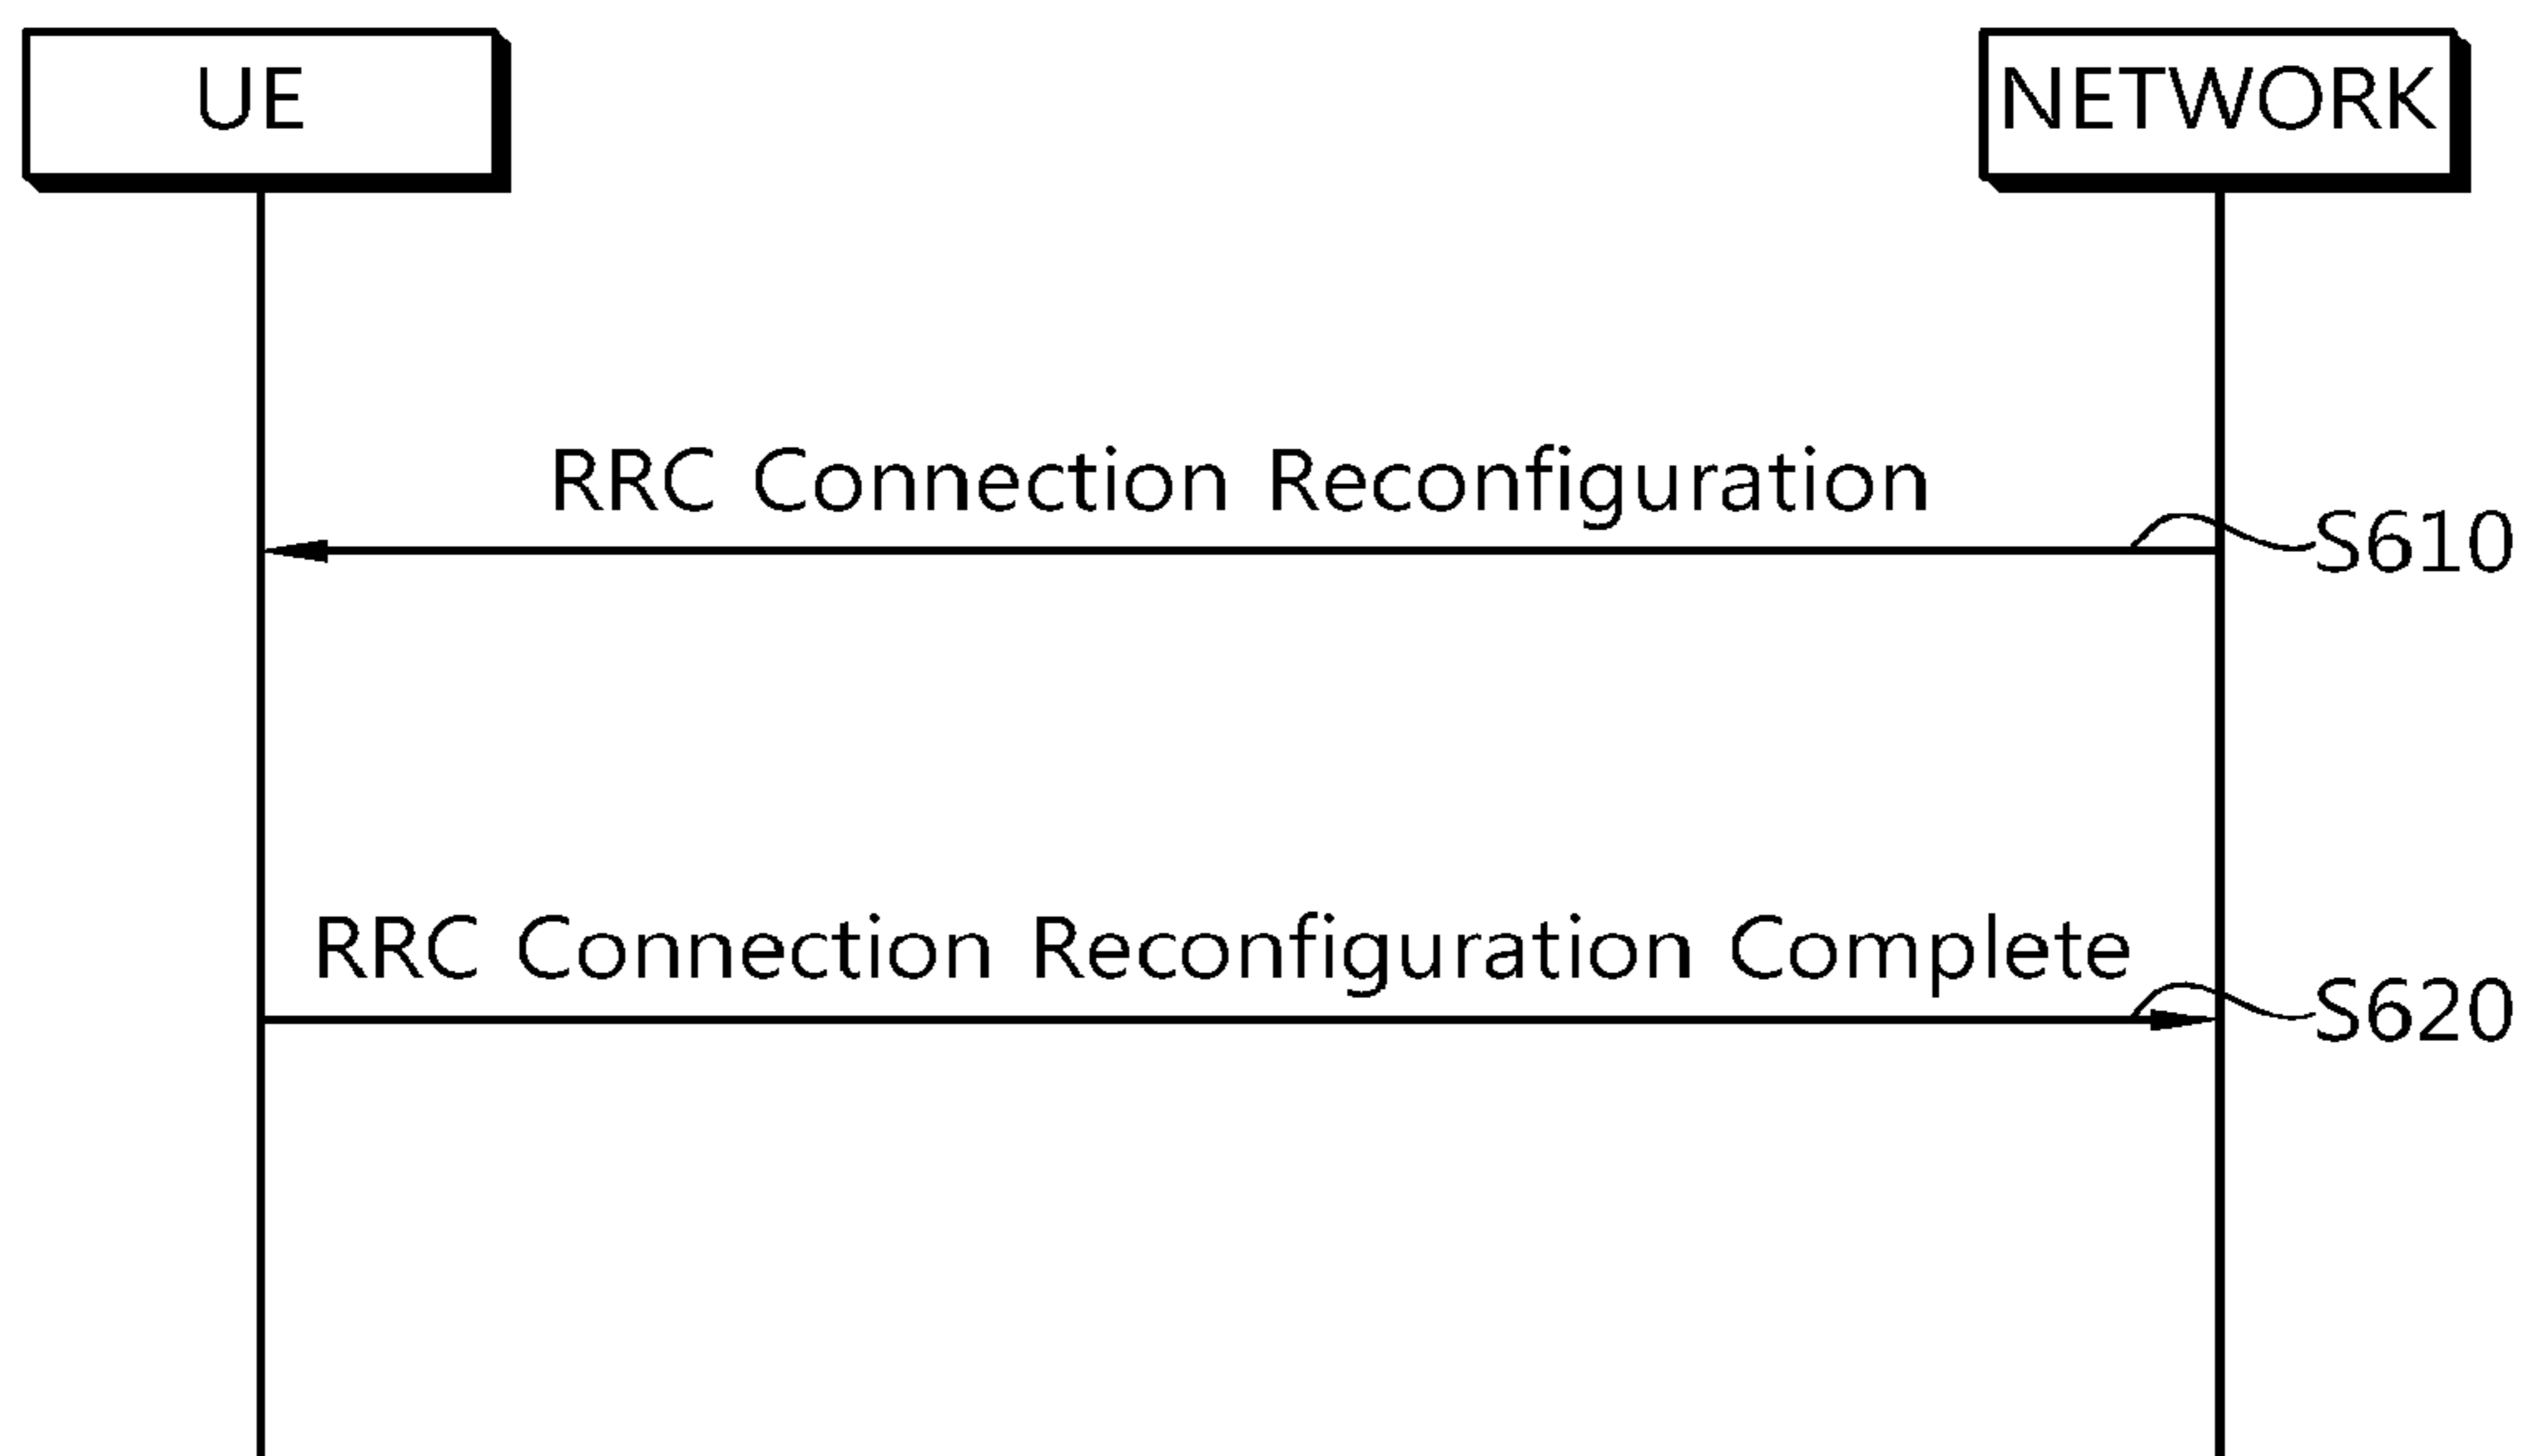 UE
NETWORK
RRC Connection Reconfiguration
S610
RRC Connection Reconfiguration Complete
S620